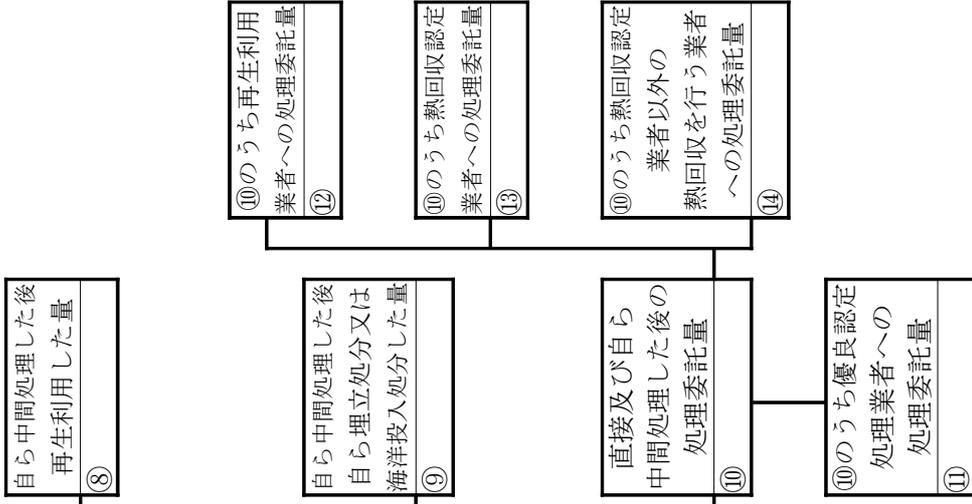 自ら中間処理した後
再生利用した量
⑧
自ら中間処理した後
自ら埋立処分又は
海洋投入処分した量
⑨
直接及び自ら
中間処理した後の
処理委託量
⑩
⑩のうち優良認定
処理業者への
処理委託量
⑪
⑩のうち再生利用
業者への処理委託量
⑫
⑩のうち熱回収認定
業者への処理委託量
⑬
⑩のうち熱回収認定
業者以外の
熱回収を行う業者
への処理委託量
⑭